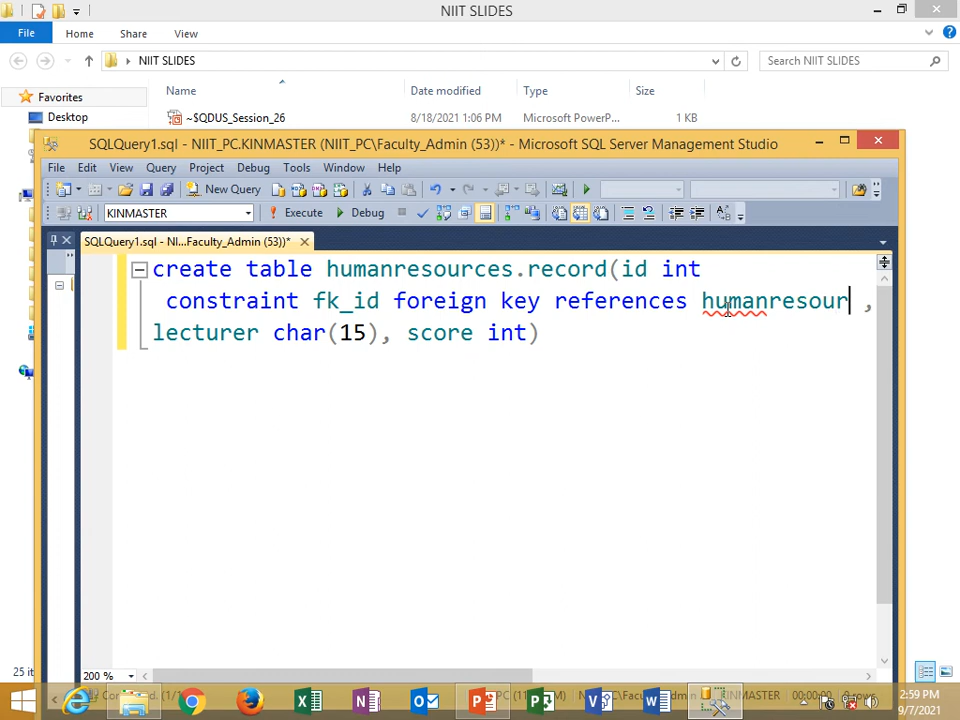 NIIT SLIDES
File Home Share View
NIIT SLIDES
Search NIIT SLIDES
Favorites
Desktop
Name Date modified Type Size
~$QDUS_Session_26 8/18/2021 1:06 PM Microsoft PowerP... 1 KB
SQLQuery1.sql - NIIT_PC.KINMASTER (NIIT_PC\Faculty_Admin (53))* - Microsoft SQL Server Management Studio
File Edit View Query Project Debug Tools Window Help
New Query
KINMASTER Execute Debug
SQLQuery1.sql - NI...Faculty_Admin (53))*
create table humanresources.record(id int
constraint fk_id foreign key references humanresour ,
lecturer char(15), score int)
200 %
25 it
2:59 PM
9/7/2021